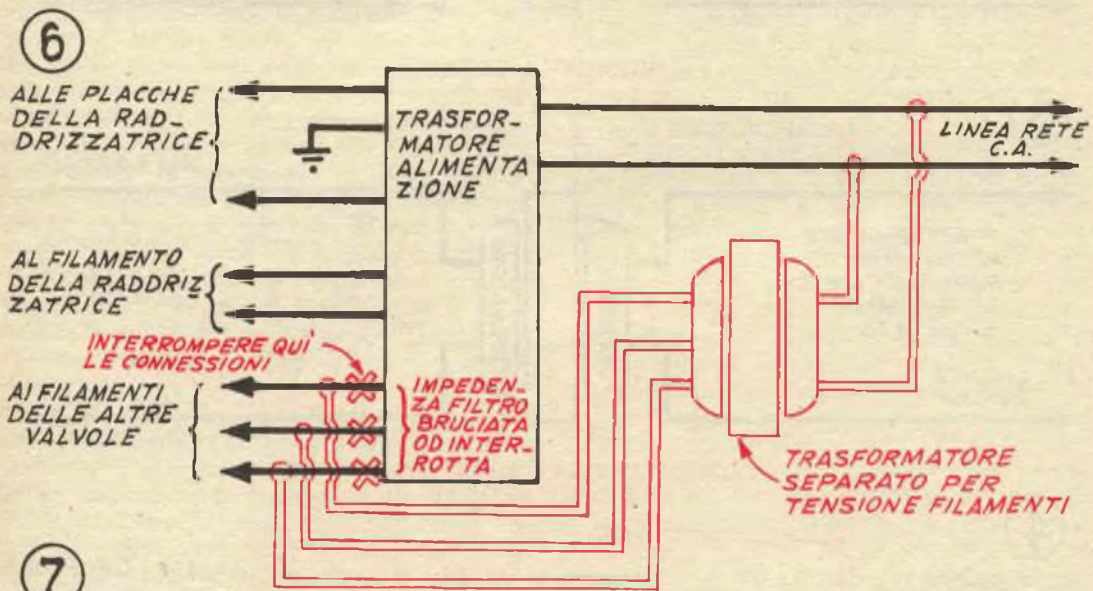 6
ALLE PLACCHE
DELLA RAD-
DRIZZATRICE
TRASFOR-
MATORE
ALIMENTA
ZIONE
LINEA RETE
C.A.
AL FILAMENTO
DELLA RADDRIZ
ZATRICE
INTERROMPERE QUÌ
LE CONNESSIONI
AI FILAMENTI
DELLE ALTRE
VALVOLE
IMPEDEN-
ZA FILTRO
BRUCIATA
OD INTER-
ROTTA
TRASFORMATORE
SEPARATO PER
TENSIONE FILAMENTI
7